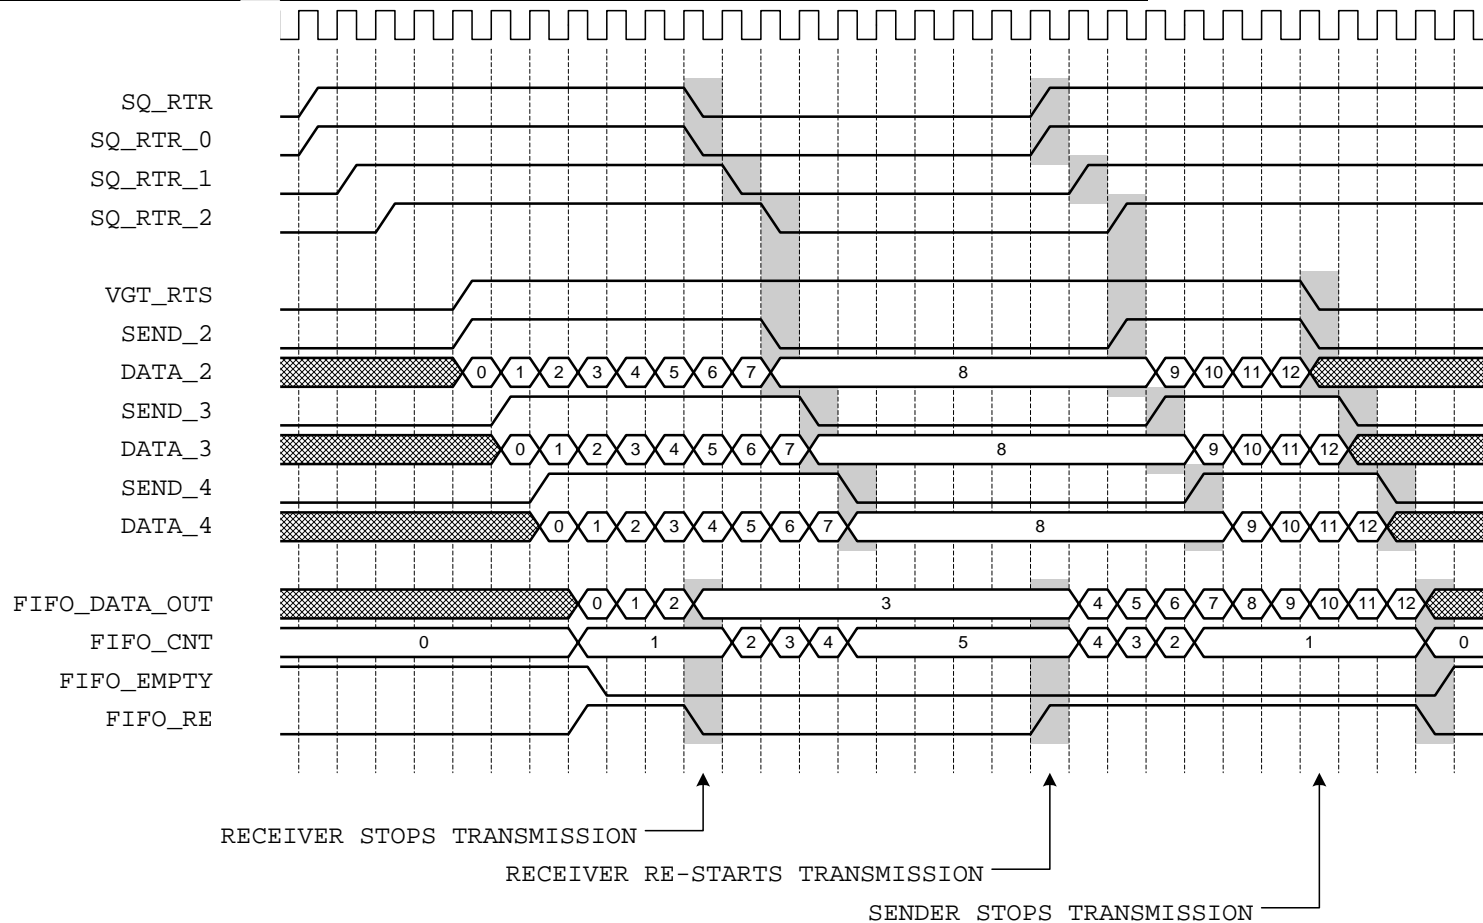 SQ_RTR
SQ_RTR_0
SQ_RTR_1
SQ_RTR_2
VGT_RTS
SEND_2
DATA_2 0 1 2 3 4 5 6 7 8 9 10 11 12
SEND_3
DATA_3 0 1 2 3 4 5 6 7 8 9 10 11 12
SEND_4
DATA_4 0 1 2 3 4 5 6 7 8 9 10 11 12
FIFO_DATA_OUT 0 1 2 3 4 5 6 7 8 9 10 11 12
FIFO_CNT 0 1 2 3 4 5 4 3 2 1 0
FIFO_EMPTY
FIFO_RE
RECEIVER STOPS TRANSMISSION
RECEIVER RE-STARTS TRANSMISSION
SENDER STOPS TRANSMISSION